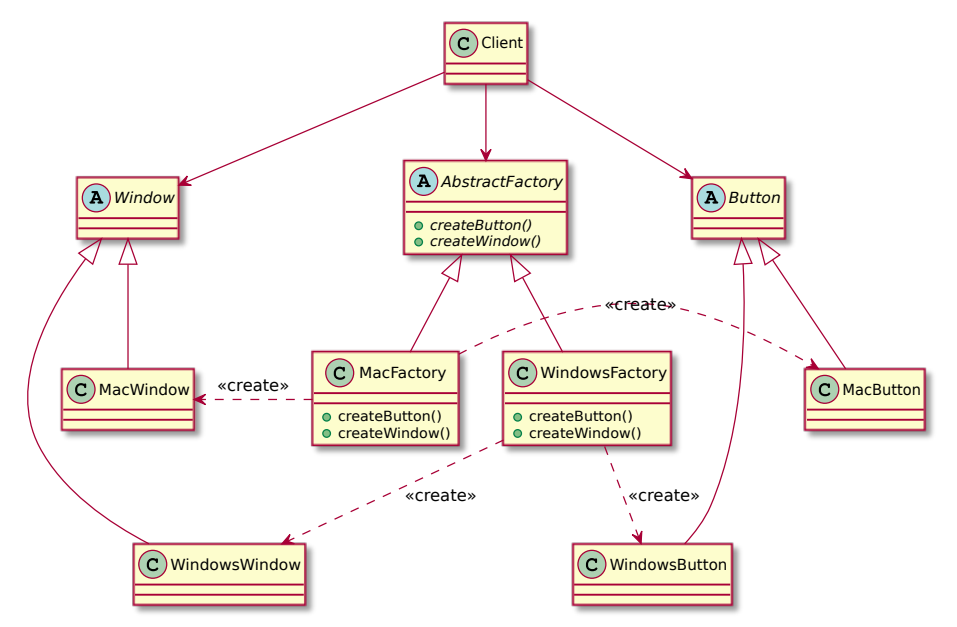 C Client
A Window
A AbstractFactory
createButton()
createWindow()
A Button
«create»
C MacWindow
«create»
C MacFactory
createButton()
createWindow()
C WindowsFactory
createButton()
createWindow()
C MacButton
«create»
«create»
C WindowsWindow
C WindowsButton